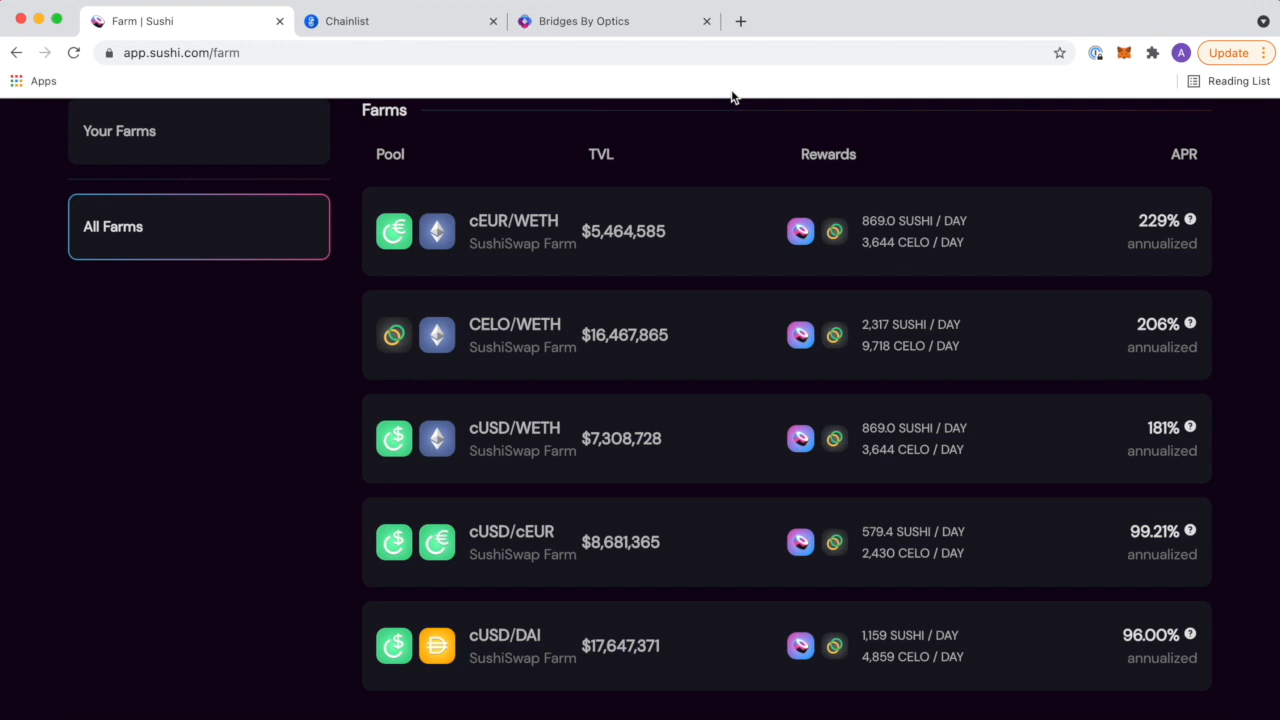 Farm | Sushi
Chainlist
Bridges By Optics
app.sushi.com/farm
A
Update
Apps
Reading List
Your Farms
All Farms
Farms
Pool TVL Rewards APR
cEUR/WETH
SushiSwap Farm
$5,464,585
869.0 SUSHI / DAY
3,644 CELO / DAY
229% ?
annualized
CELO/WETH
SushiSwap Farm
$16,467,865
2,317 SUSHI / DAY
9,718 CELO / DAY
206% ?
annualized
cUSD/WETH
SushiSwap Farm
$7,308,728
869.0 SUSHI / DAY
3,644 CELO / DAY
181% ?
annualized
cUSD/cEUR
SushiSwap Farm
$8,681,365
579.4 SUSHI / DAY
2,430 CELO / DAY
99.21% ?
annualized
cUSD/DAI
SushiSwap Farm
$17,647,371
1,159 SUSHI / DAY
4,859 CELO / DAY
96.00% ?
annualized